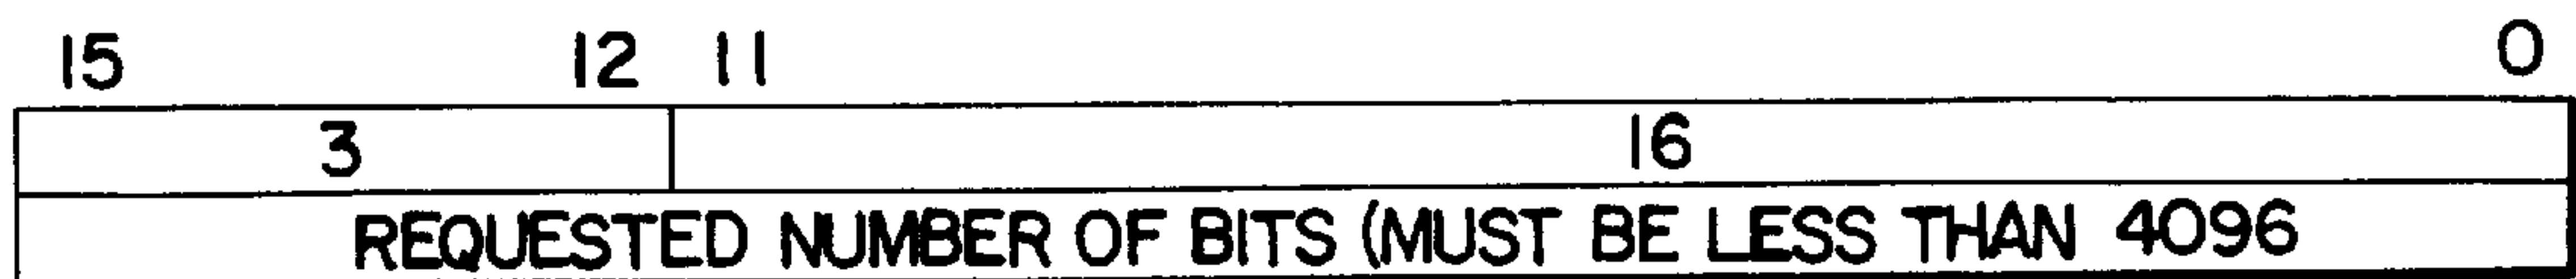 15 12 11 0
3 16
REQUESTED NUMBER OF BITS (MUST BE LESS THAN 4096